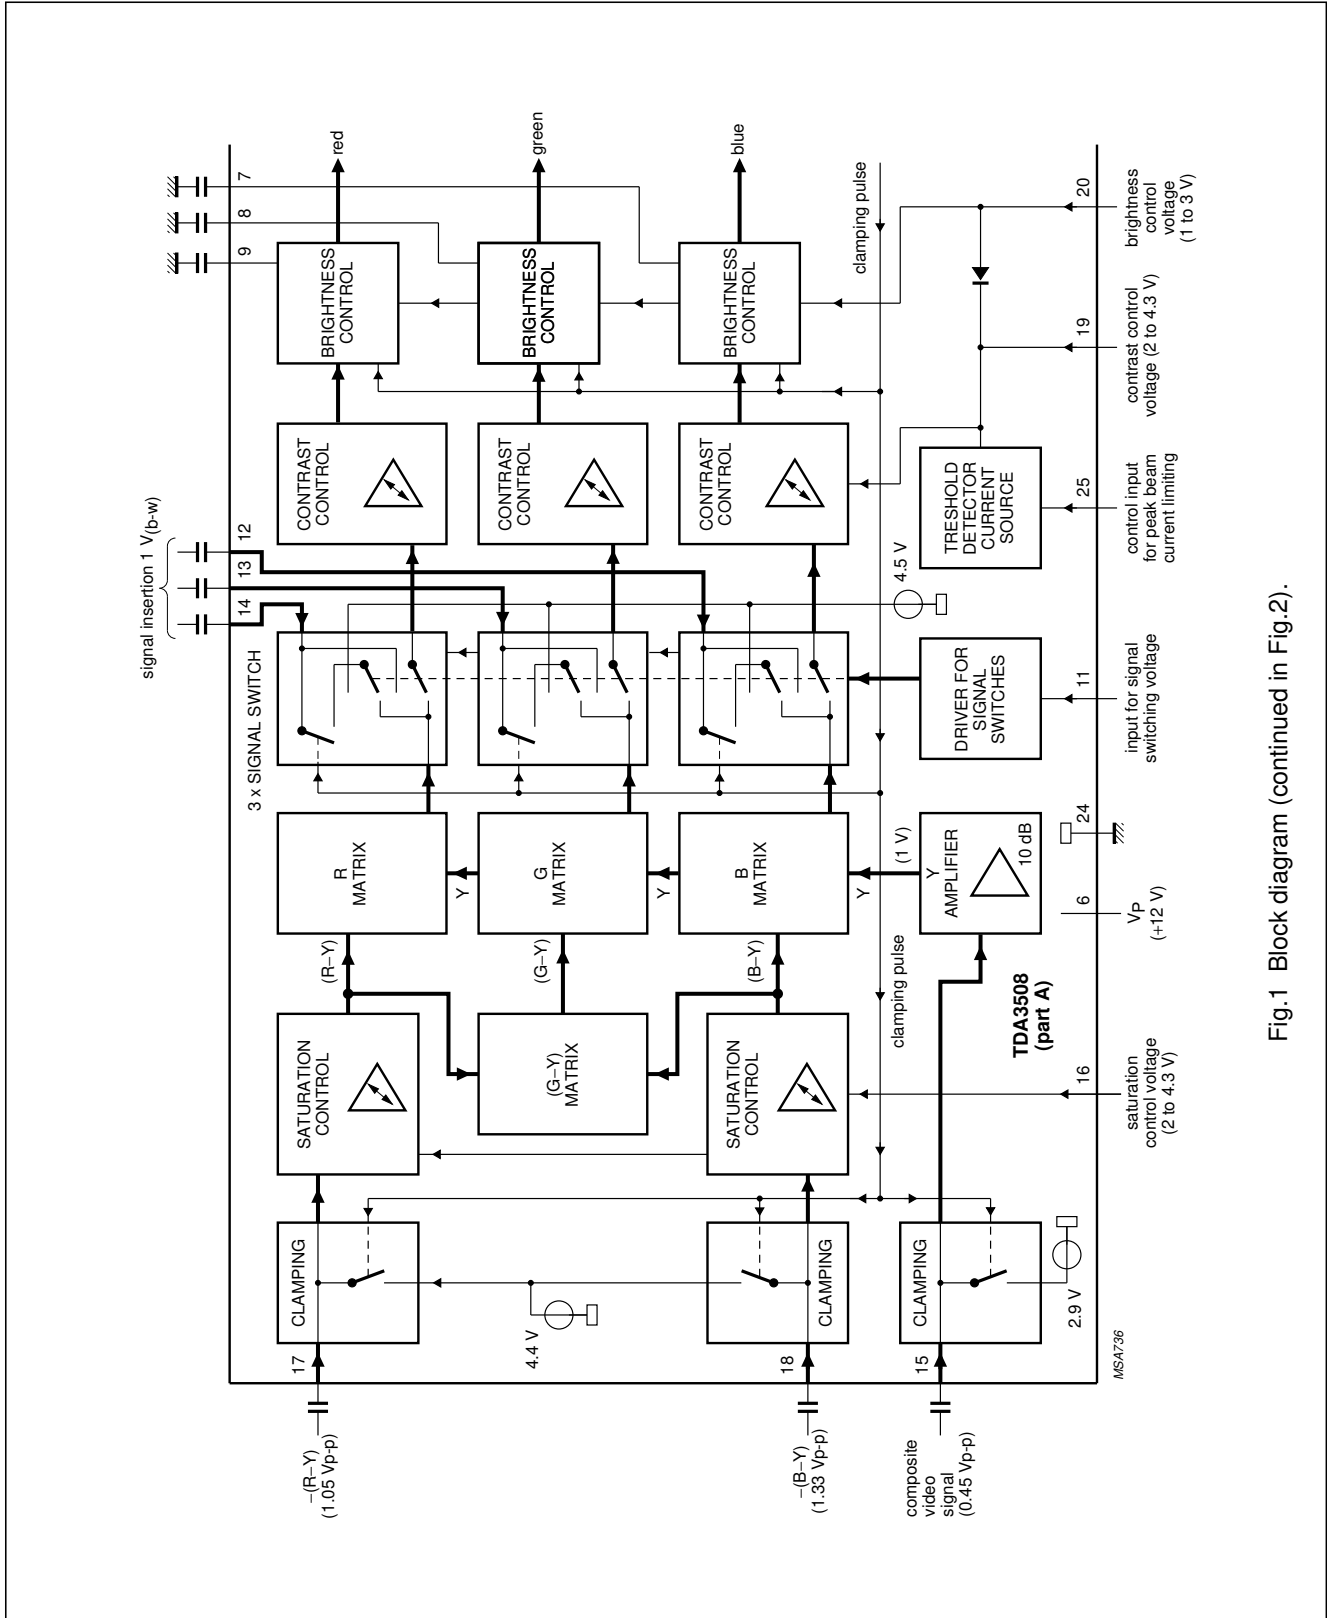 signal insertion 1 V(b-w)
14
13
12
9
8
7
3 x SIGNAL SWITCH
red
green
blue
−(R−Y)
(1.05 Vp-p)
17
CLAMPING
SATURATION
CONTROL
(R−Y)
R
MATRIX
Y
CONTRAST
CONTROL
BRIGHTNESS
CONTROL
4.4 V
(G−Y)
MATRIX
(G−Y)
G
MATRIX
Y
CONTRAST
CONTROL
BRIGHTNESS
CONTROL
−(B−Y)
(1.33 Vp-p)
18
CLAMPING
SATURATION
CONTROL
(B−Y)
B
MATRIX
Y
(1 V)
CONTRAST
CONTROL
BRIGHTNESS
CONTROL
clamping pulse
clamping pulse
4.5 V
composite
video
signal
(0.45 Vp-p)
15
CLAMPING
2.9 V
TDA3508
(part A)
Y
AMPLIFIER
10 dB
DRIVER FOR
SIGNAL
SWITCHES
TRESHOLD
DETECTOR
CURRENT
SOURCE
MSA736
16
saturation
control voltage
(2 to 4.3 V)
6
VP
(+12 V)
24
11
input for signal
switching voltage
25
control input
for peak beam
current limiting
19
contrast control
voltage (2 to 4.3 V)
20
brightness
control
voltage
(1 to 3 V)
Fig.1 Block diagram (continued in Fig.2).